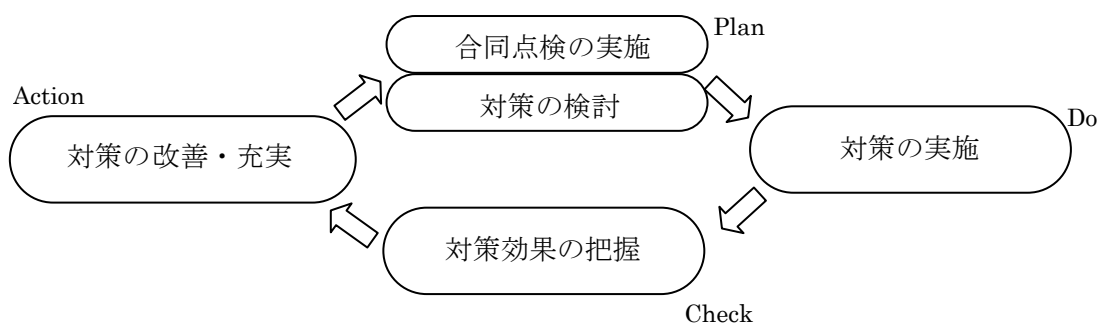 合同点検の実施
Plan
対策の検討
Action
Do
対策の改善・充実
対策の実施
対策効果の把握
Check